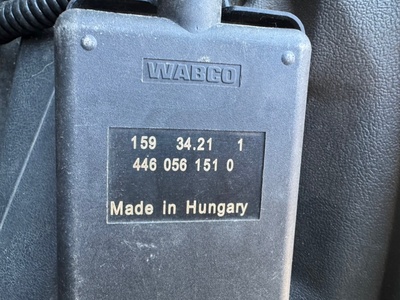 WABCO
159 34.21 1
446 056 151 0
Made in Hungary